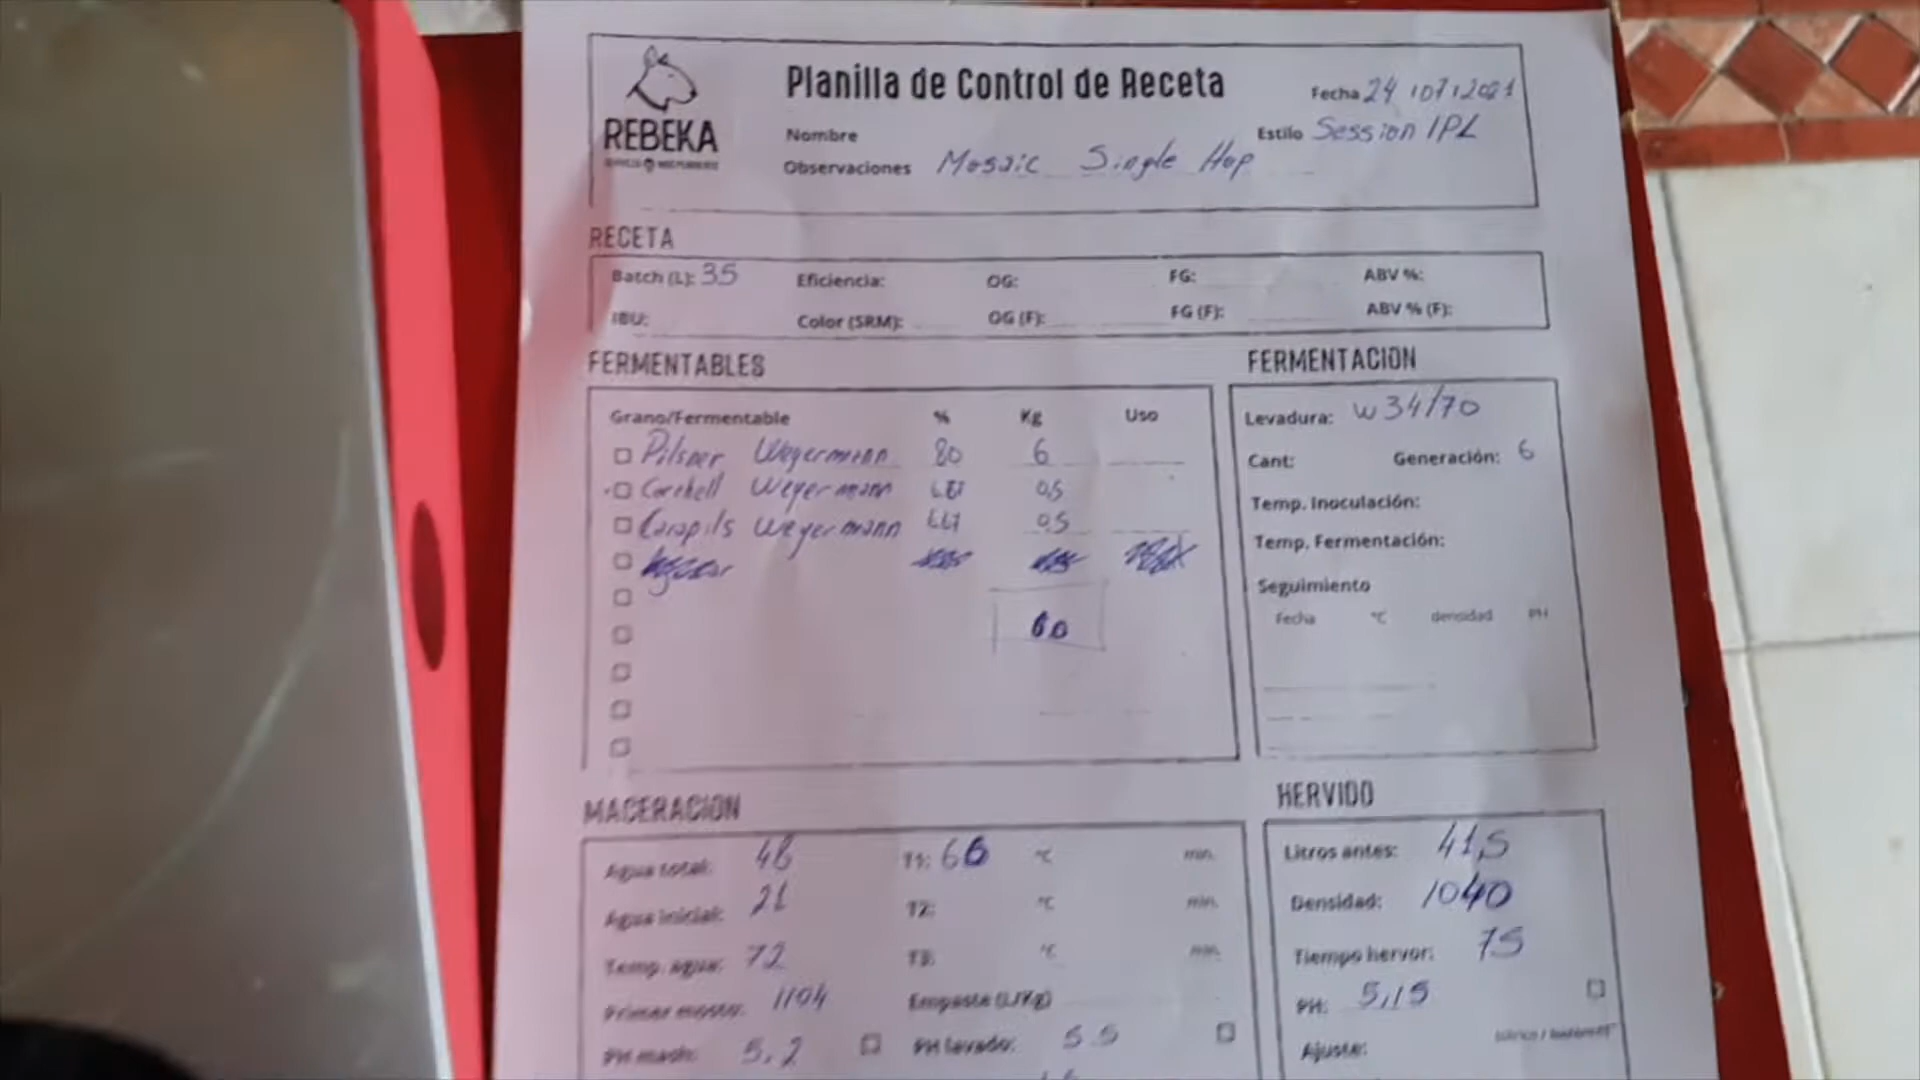 REBEKA
Planilla de Control de Receta
Fecha 24/07/2021
Nombre
Estilo Session IPL
Observaciones Mosaic Single Hop
RECETA
Batch (L): 35 Eficiencia: OG: FG: ABV %:
IBU: Color (SRM): OG (F): FG (F): ABV % (F):
FERMENTABLES
Grano/Fermentable % Kg Uso
Pilsner Weyermann 80 6
Weyermann 0,5
Carapils Weyermann 0,5
60
FERMENTACION
Levadura: W34/70
Cant: Generación: 6
Temp. Inoculación:
Temp. Fermentación:
Seguimiento
fecha °C densidad PH
MACERACION
Agua total: 48 T1: 66 °C min.
Agua inicial: 21 T2: °C min.
Temp. agua: 72 T3: °C min.
Primer mosto: 1104 Empaste (L/Kg)
PH mash: 5,2 PH lavado: 5.5
HERVIDO
Litros antes: 41,5
Densidad: 1040
Tiempo hervor: 75
PH: 5,15
Ajuste: